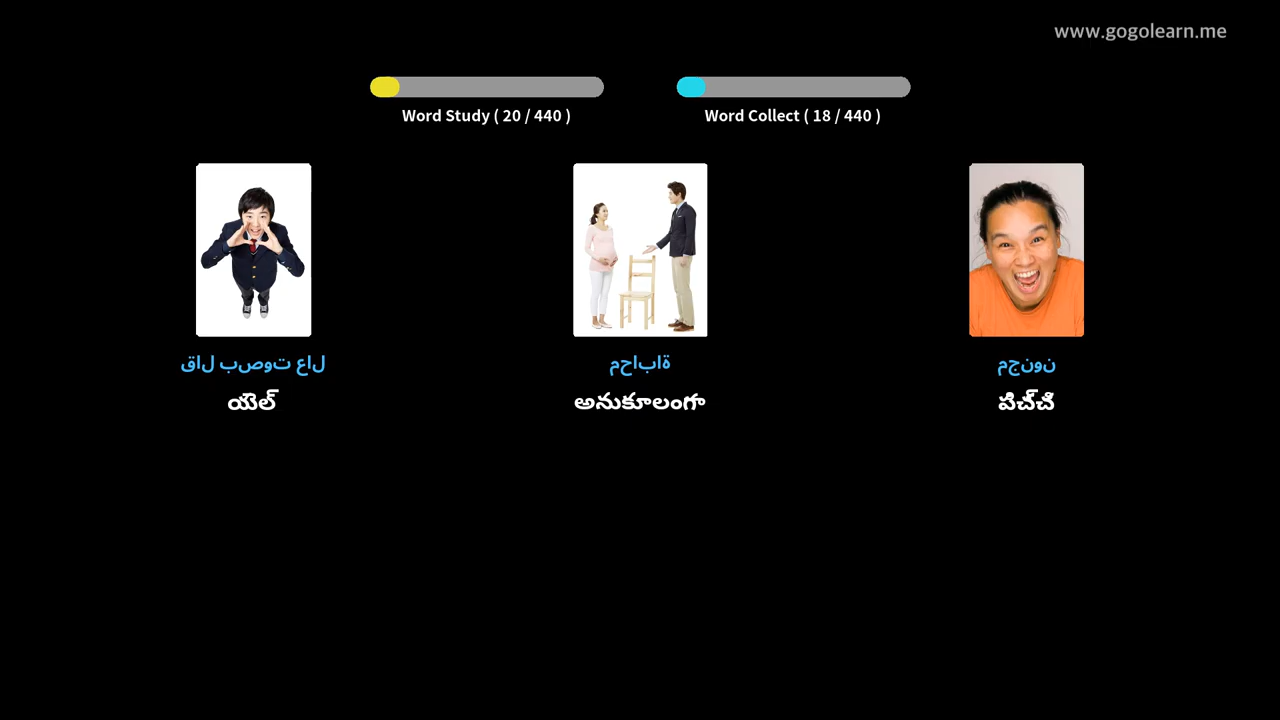 www.gogolearn.me
Word Study ( 20 / 440 )
Word Collect ( 18 / 440 )
قال بصوت عال
యెల్
محاباة
అనుకూలంగా
مجنون
పిచ్చి